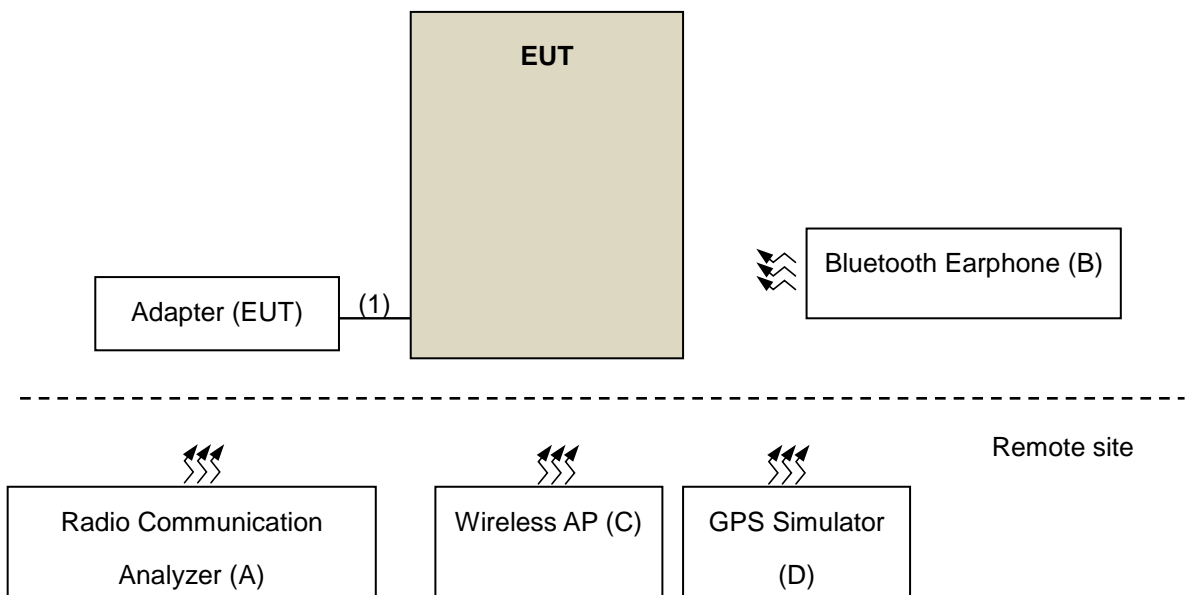 EUT
Bluetooth Earphone (B)
Adapter (EUT)
(1)
Remote site
Radio Communication
Analyzer (A)
Wireless AP (C)
GPS Simulator
(D)